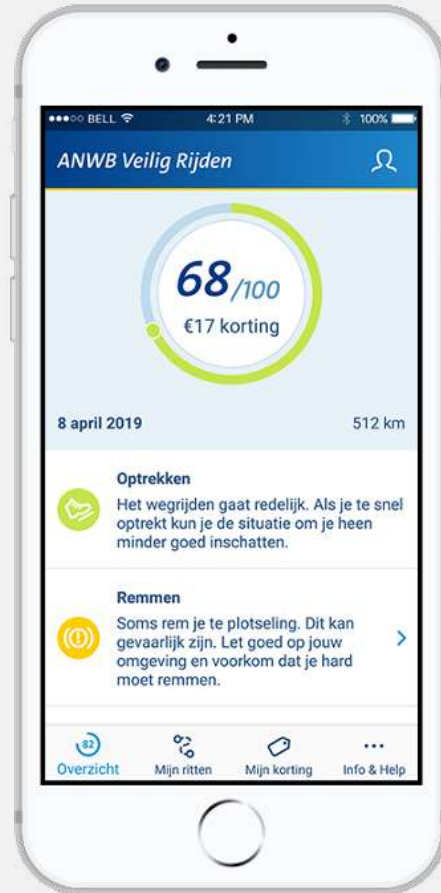 BELL 4:21 PM 100%
ANWB Veilig Rijden
68/100
€17 korting
8 april 2019 512 km
Optrekken
Het wegrijden gaat redelijk. Als je te snel
optrekt kun je de situatie om je heen
minder goed inschatten.
Remmen
Soms rem je te plotseling. Dit kan
gevaarlijk zijn. Let goed op jouw
omgeving en voorkom dat je hard
moet remmen.
82
Overzicht Mijn ritten Mijn korting Info & Help